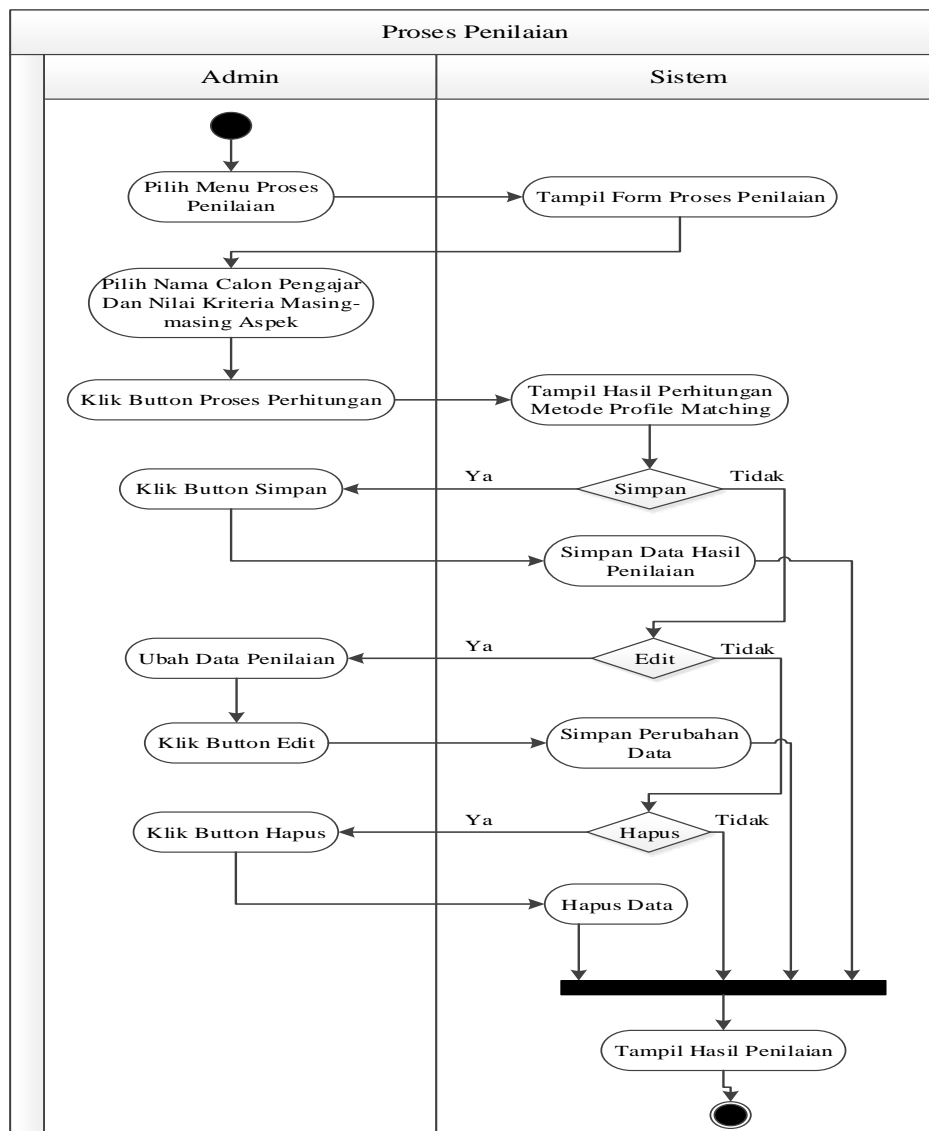 Proses Penilaian
Admin
Sistem
Pilih Menu Proses
Penilaian
Tampil Form Proses Penilaian
Pilih Nama Calon Pengajar
Dan Nilai Kriteria Masing-
masing Aspek
Klik Button Proses Perhitungan
Tampil Hasil Perhitungan
Metode Profile Matching
Ya
Simpan
Tidak
Klik Button Simpan
Simpan Data Hasil
Penilaian
Ya
Edit
Tidak
Ubah Data Penilaian
Klik Button Edit
Simpan Perubahan
Data
Ya
Hapus
Tidak
Klik Button Hapus
Hapus Data
Tampil Hasil Penilaian